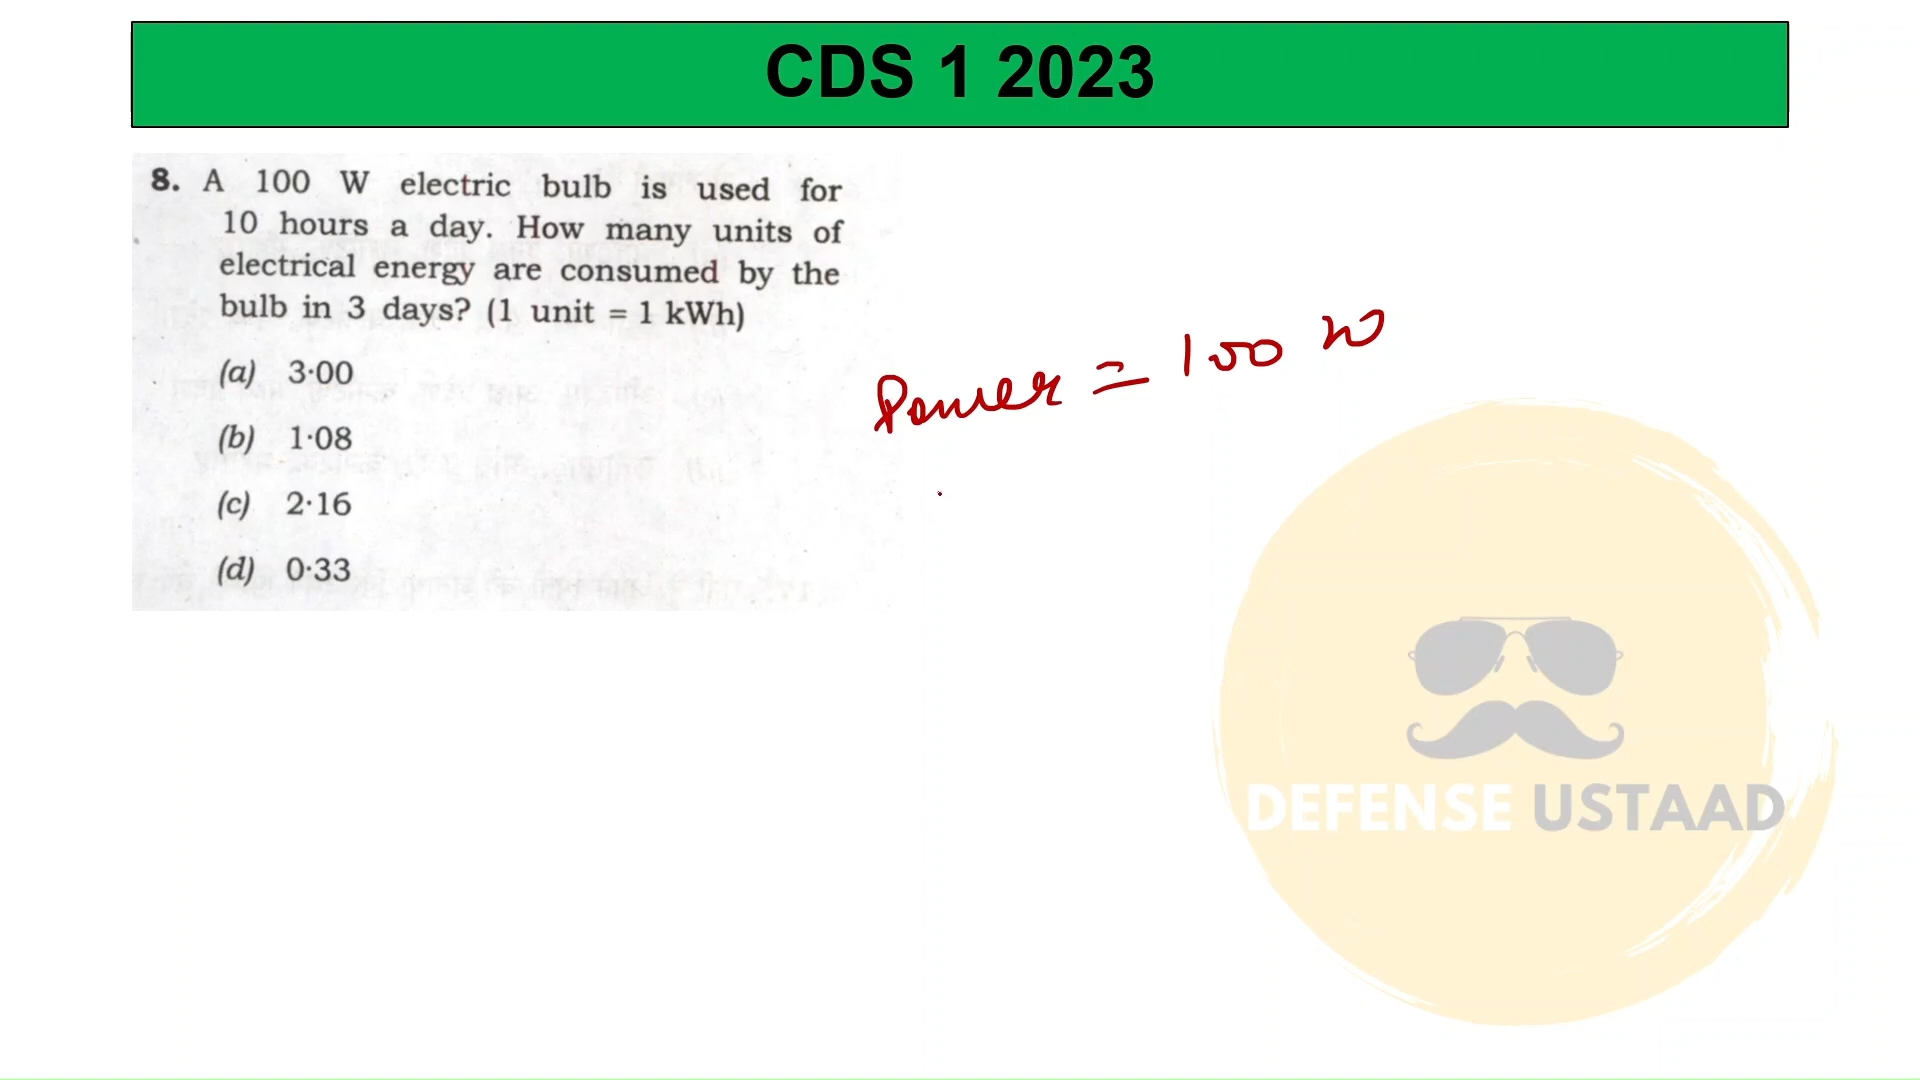 CDS 1 2023
8. A 100 W electric bulb is used for
10 hours a day. How many units of
electrical energy are consumed by the
bulb in 3 days? (1 unit = 1 kWh)
(a) 3·00
(b) 1·08
(c) 2·16
(d) 0·33
Power = 100 W
DEFENSE USTAAD